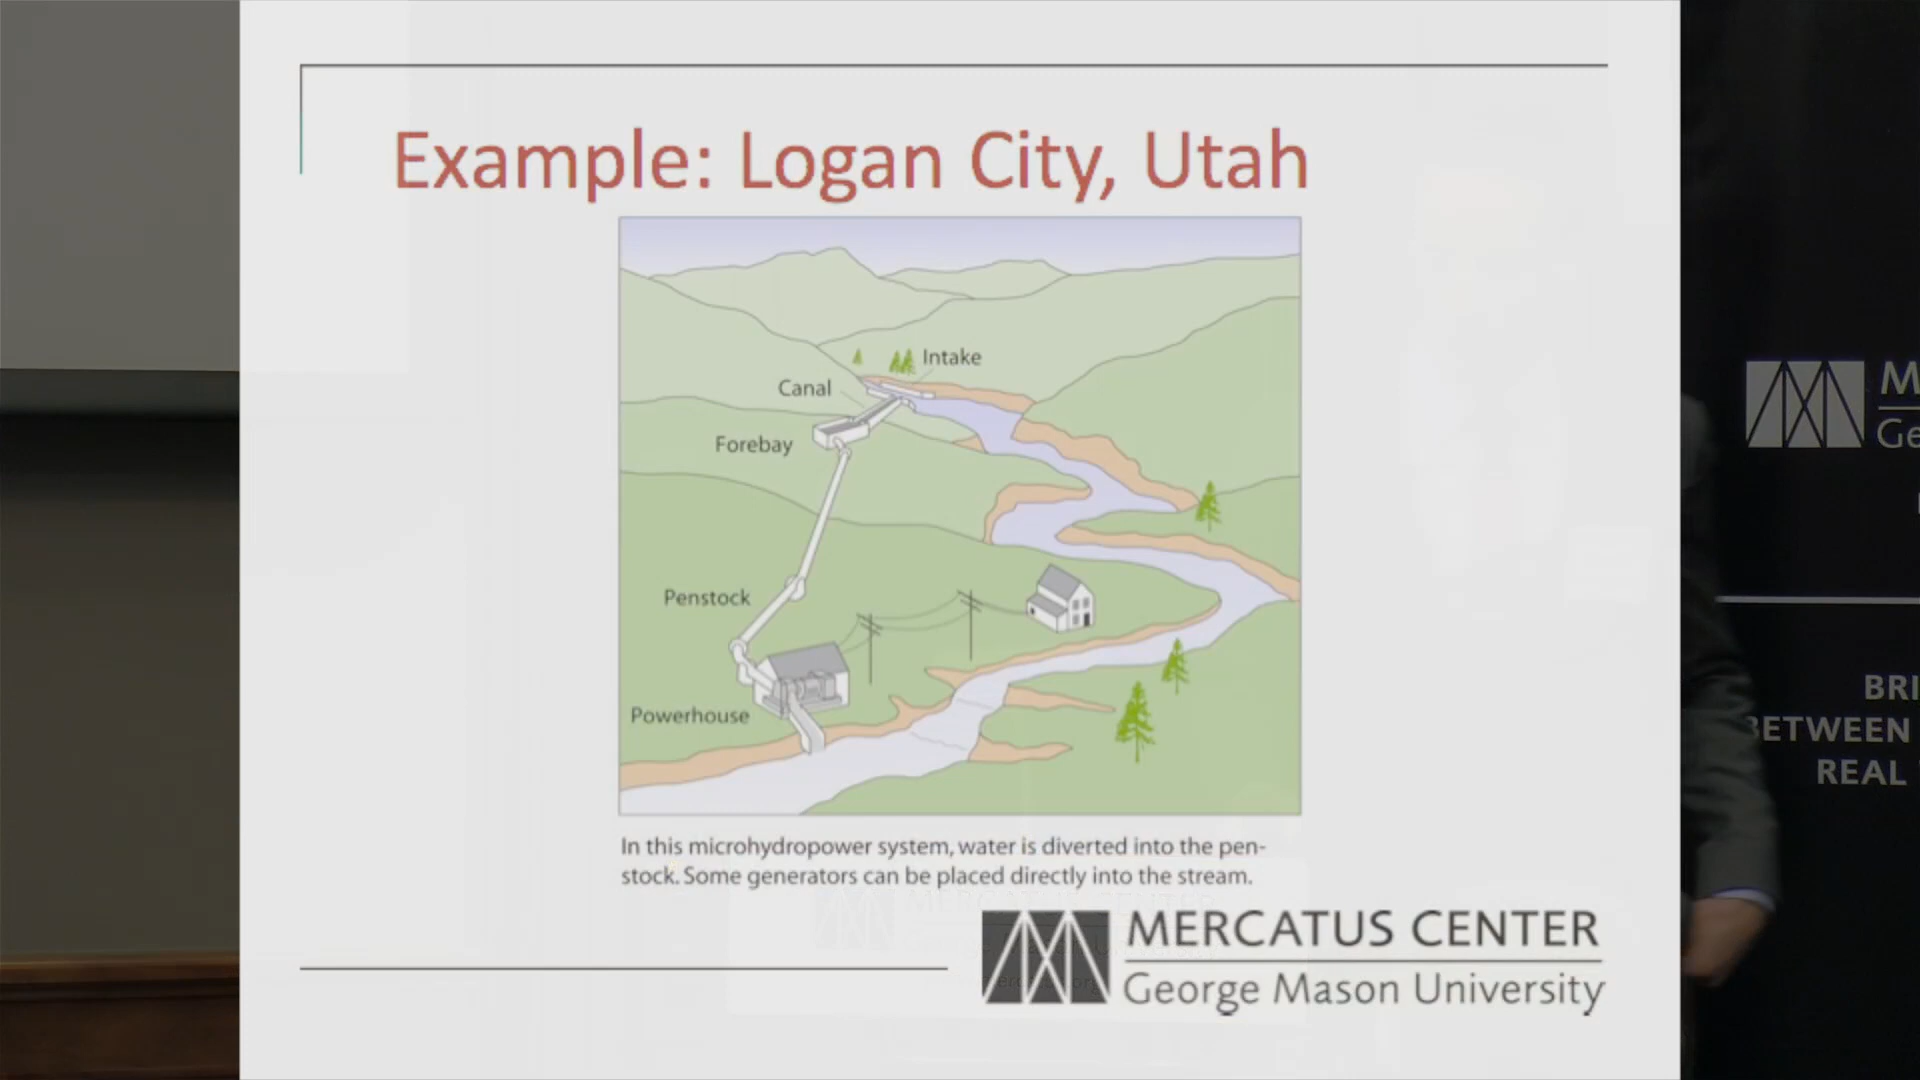 Example: Logan City, Utah
Intake
Canal
Forebay
Penstock
Powerhouse
In this microhydropower system, water is diverted into the pen-
stock. Some generators can be placed directly into the stream.
MERCATUS CENTER
George Mason University
BETWEEN
REAL